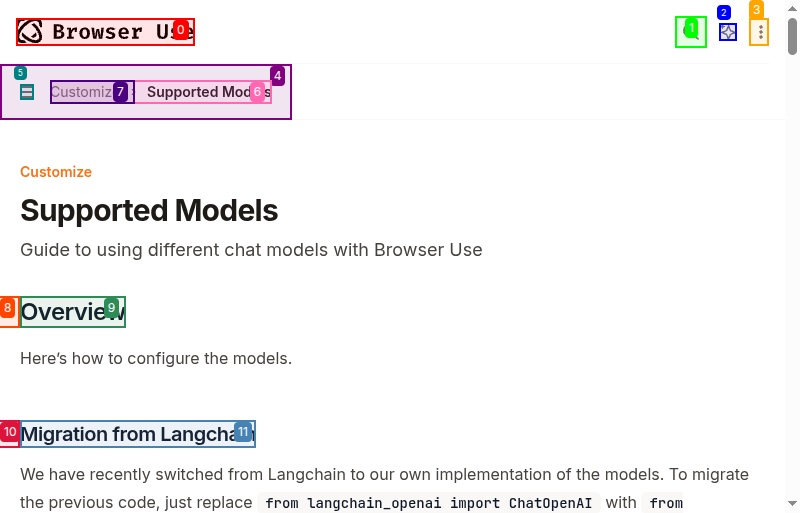 Browser Use
0
1
2
3
4
5
Customize
7
Supported Models
6
Customize
Supported Models
Guide to using different chat models with Browser Use
8
Overview
9
Here’s how to configure the models.
10
Migration from Langchain
11
We have recently switched from Langchain to our own implementation of the models. To migrate
the previous code, just replace from langchain_openai import ChatOpenAI with from